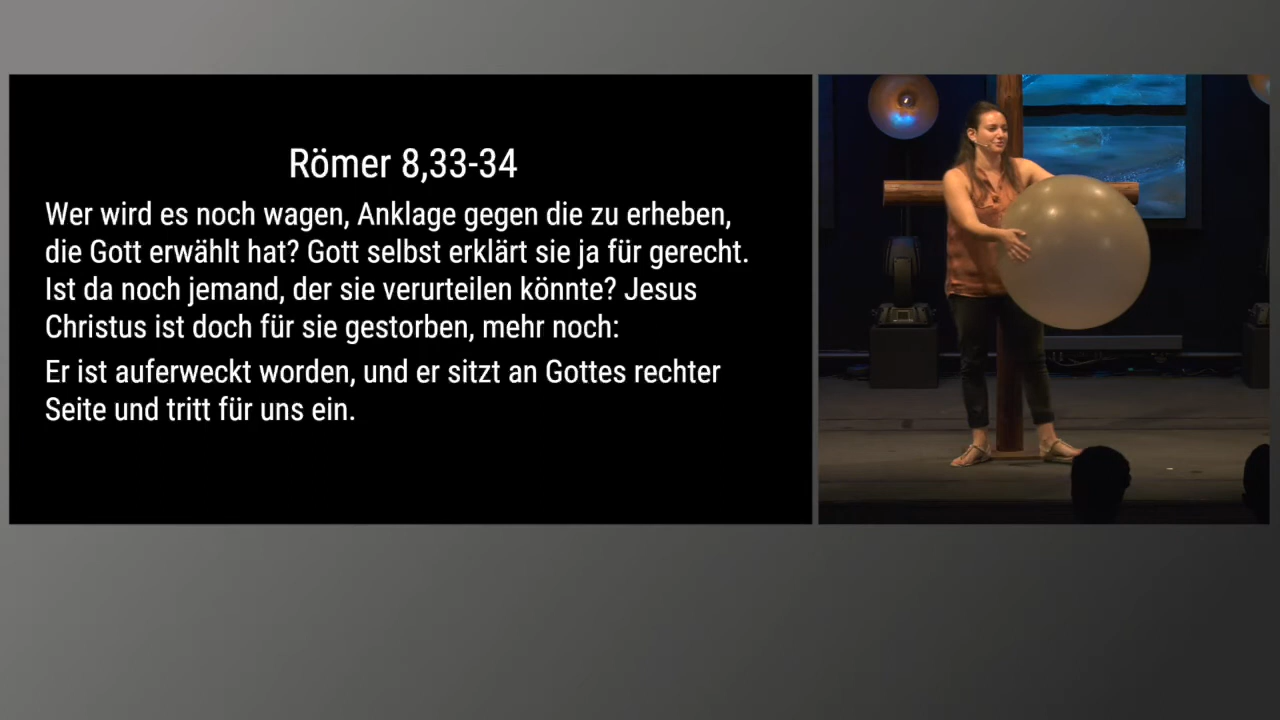 Römer 8,33-34
Wer wird es noch wagen, Anklage gegen die zu erheben,
die Gott erwählt hat? Gott selbst erklärt sie ja für gerecht.
Ist da noch jemand, der sie verurteilen könnte? Jesus
Christus ist doch für sie gestorben, mehr noch:
Er ist auferweckt worden, und er sitzt an Gottes rechter
Seite und tritt für uns ein.